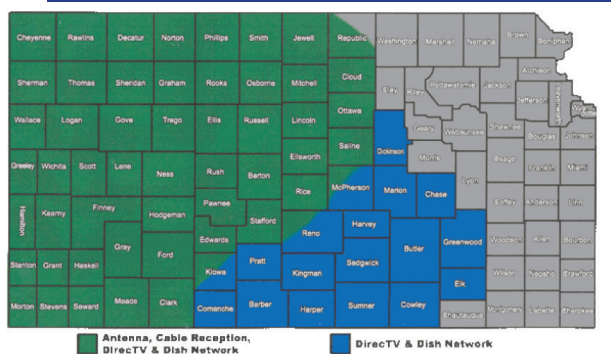 Cheyenne Rawlins Decatur Norton Phillips Smith Jewell Republic Washington Marshall Nemaha Brown Doniphan
Sherman Thomas Sheridan Graham Rooks Osborne Mitchell Cloud Clay Riley Pottawatomie Jackson Atchison
Jefferson
Wallace Logan Gove Trego Ellis Russell Lincoln Ottawa Geary Wabaunsee Shawnee Douglas Johnson
Saline Dickinson Morris Osage Franklin Miami
Greeley Wichita Scott Lane Ness Rush Barton Ellsworth McPherson Marion Chase Lyon
Rice
Hamilton Kearny Finney Hodgeman Pawnee Stafford Reno Harvey Butler Greenwood Coffey Anderson Linn
Gray Ford Edwards Woodson Allen Bourbon
Stanton Grant Haskell Kiowa Pratt Kingman Sedgwick Elk Wilson Neosho Crawford
Morton Stevens Seward Meade Clark Comanche Barber Harper Sumner Cowley Chautauqua Montgomery Labette Cherokee
Antenna, Cable Reception,
DirecTV & Dish Network
DirecTV & Dish Network